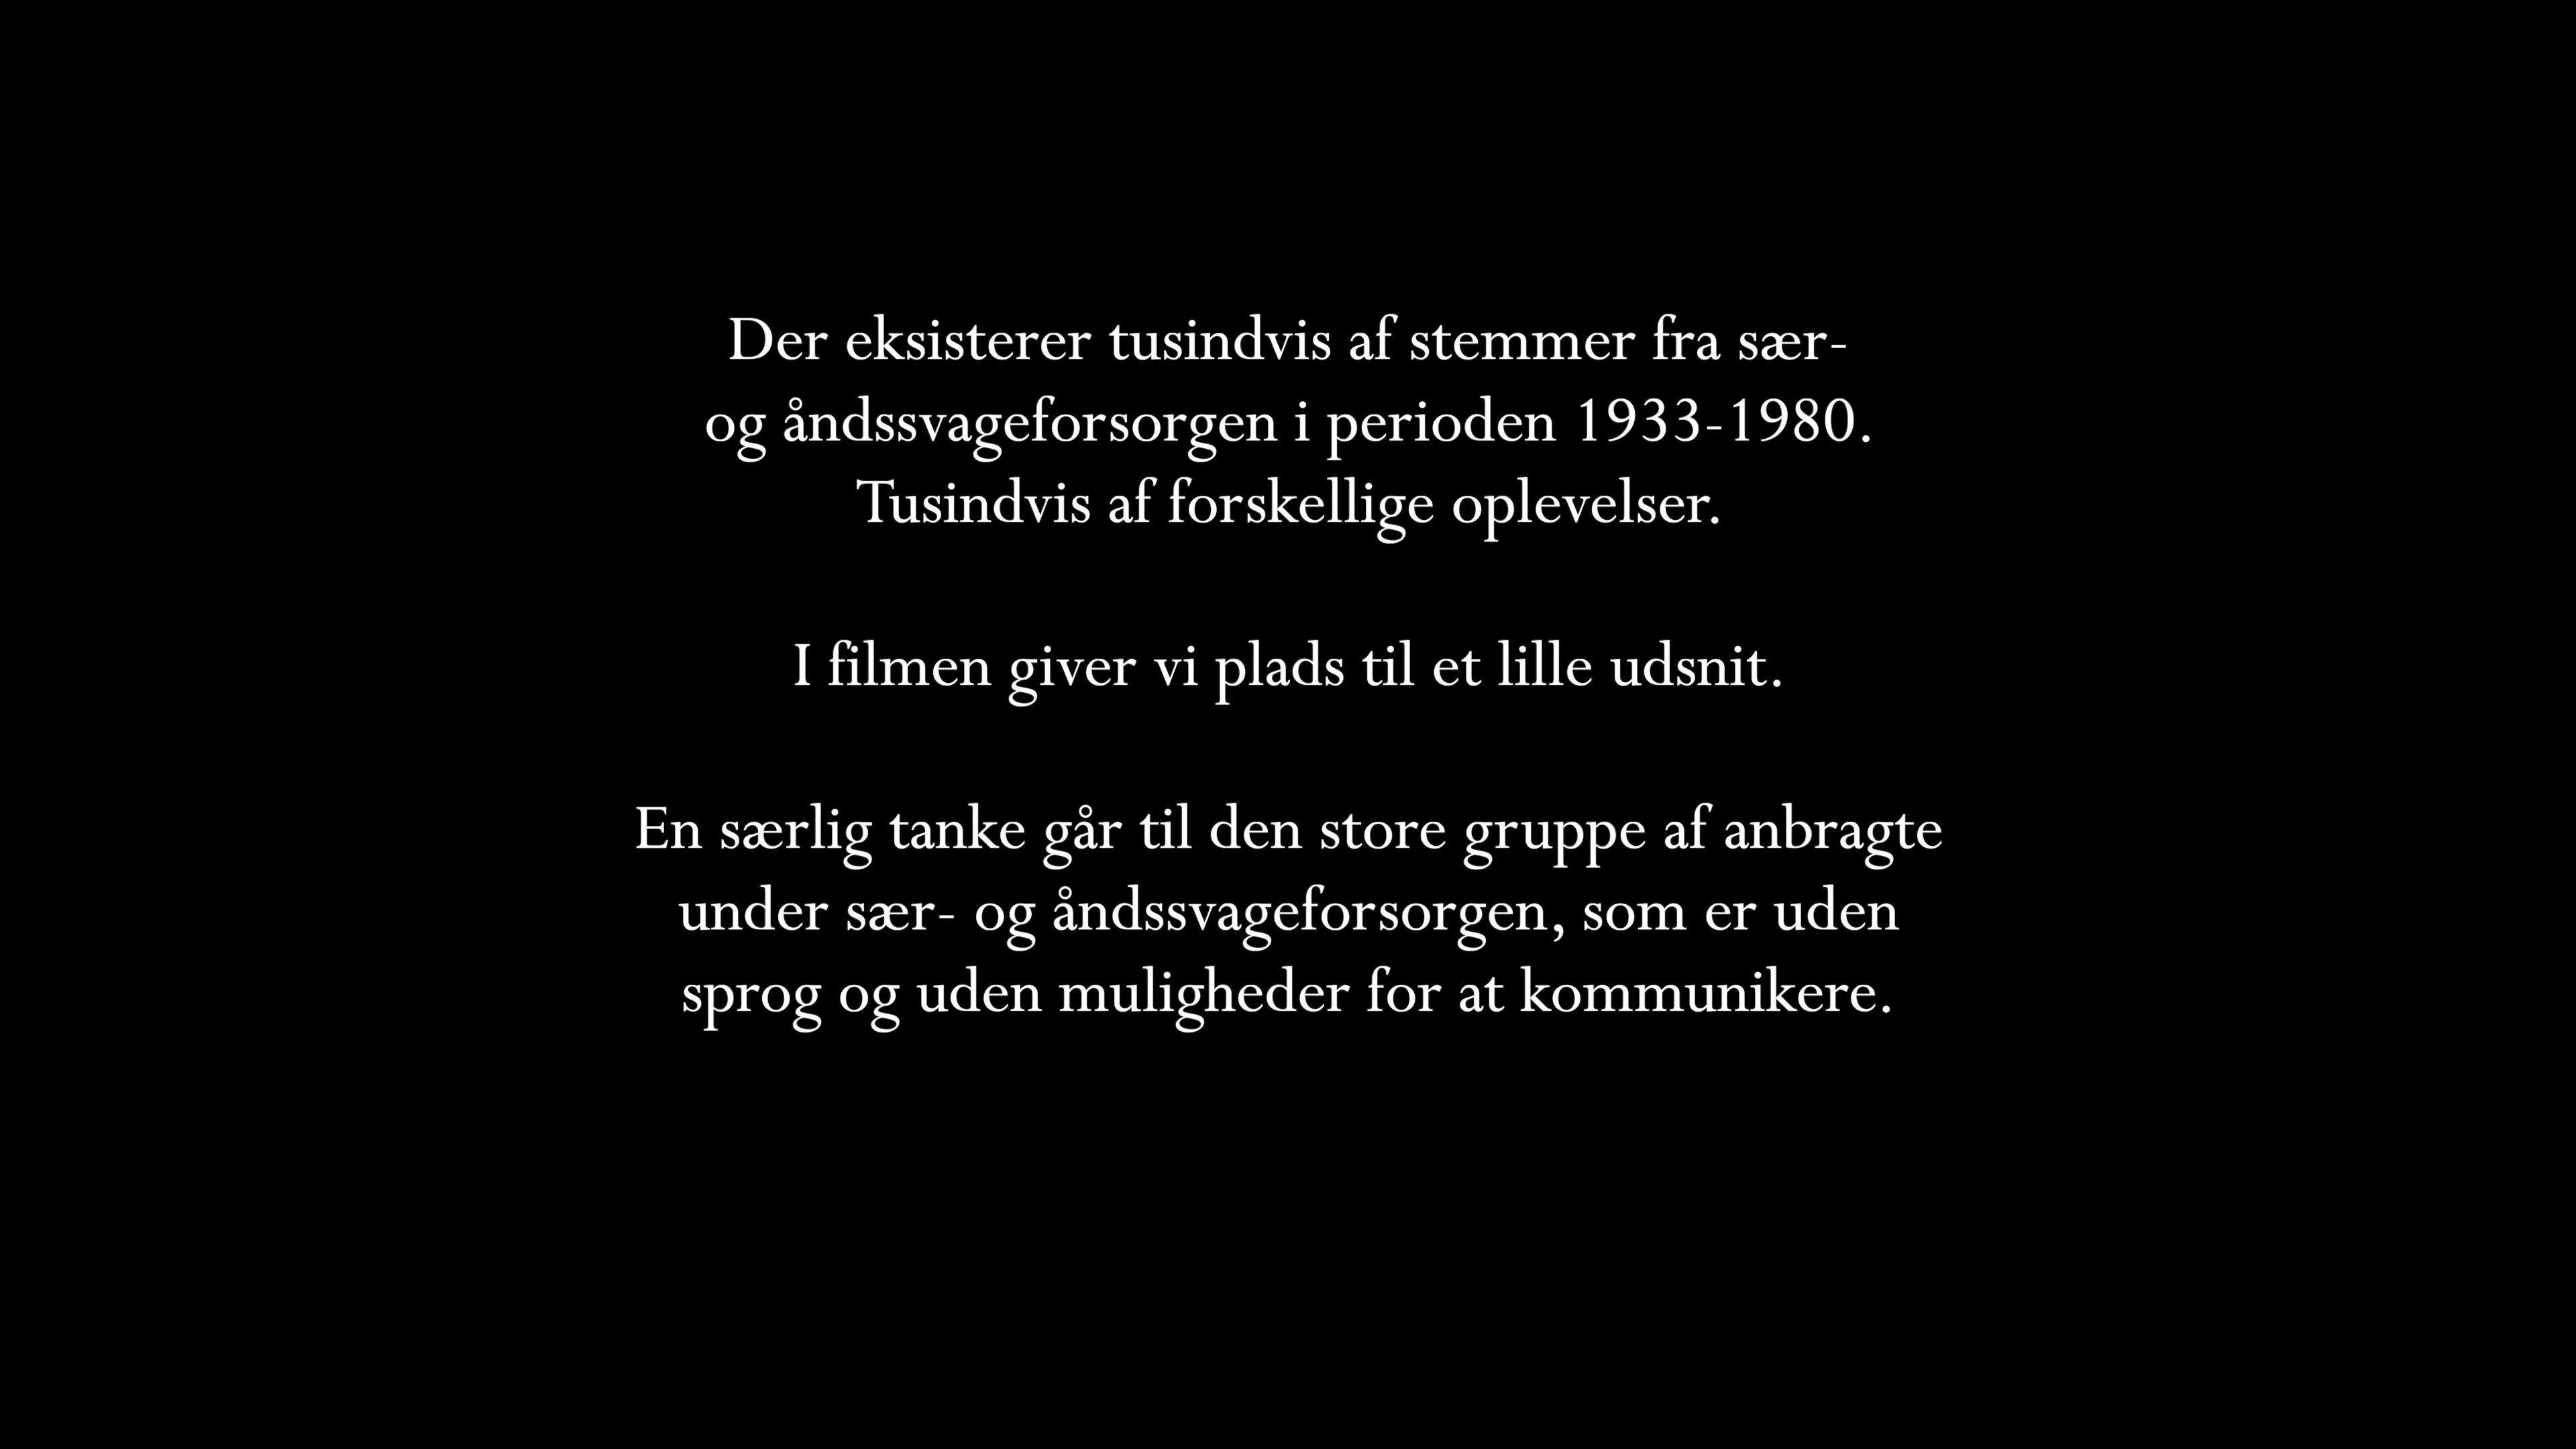 Der eksisterer tusindvis af stemmer fra sær-
og åndssvageforsorgen i perioden 1933-1980.
Tusindvis af forskellige oplevelser.
I filmen giver vi plads til et lille udsnit.
En særlig tanke går til den store gruppe af anbragte
under sær- og åndssvageforsorgen, som er uden
sprog og uden muligheder for at kommunikere.